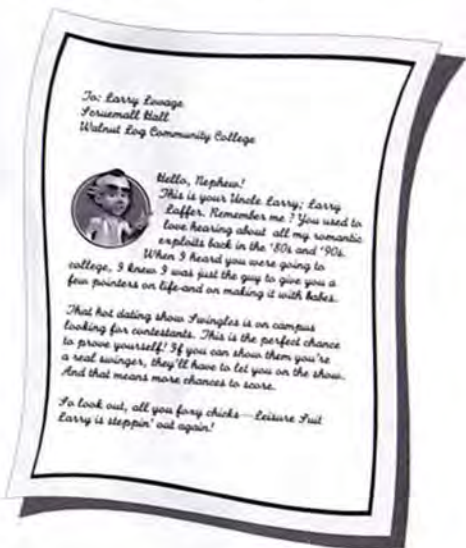 To: Larry Lovage
Scruemall Hall
Walnut Log Community College
Hello, Nephew!
This is your Uncle Larry; Larry
Laffer. Remember me? You used to
love hearing about all my romantic
exploits back in the '80s and '90s.
When I heard you were going to
college, I knew I was just the guy to give you a
few pointers on life-and on making it with babes.
That hot dating show Swingles is on campus
looking for contestants. This is the perfect chance
to prove yourself! If you can show them you're
a real swinger, they'll have to let you on the show.
And that means more chances to score.
So look out, all you foxy chicks—Leisure Suit
Larry is steppin' out again!